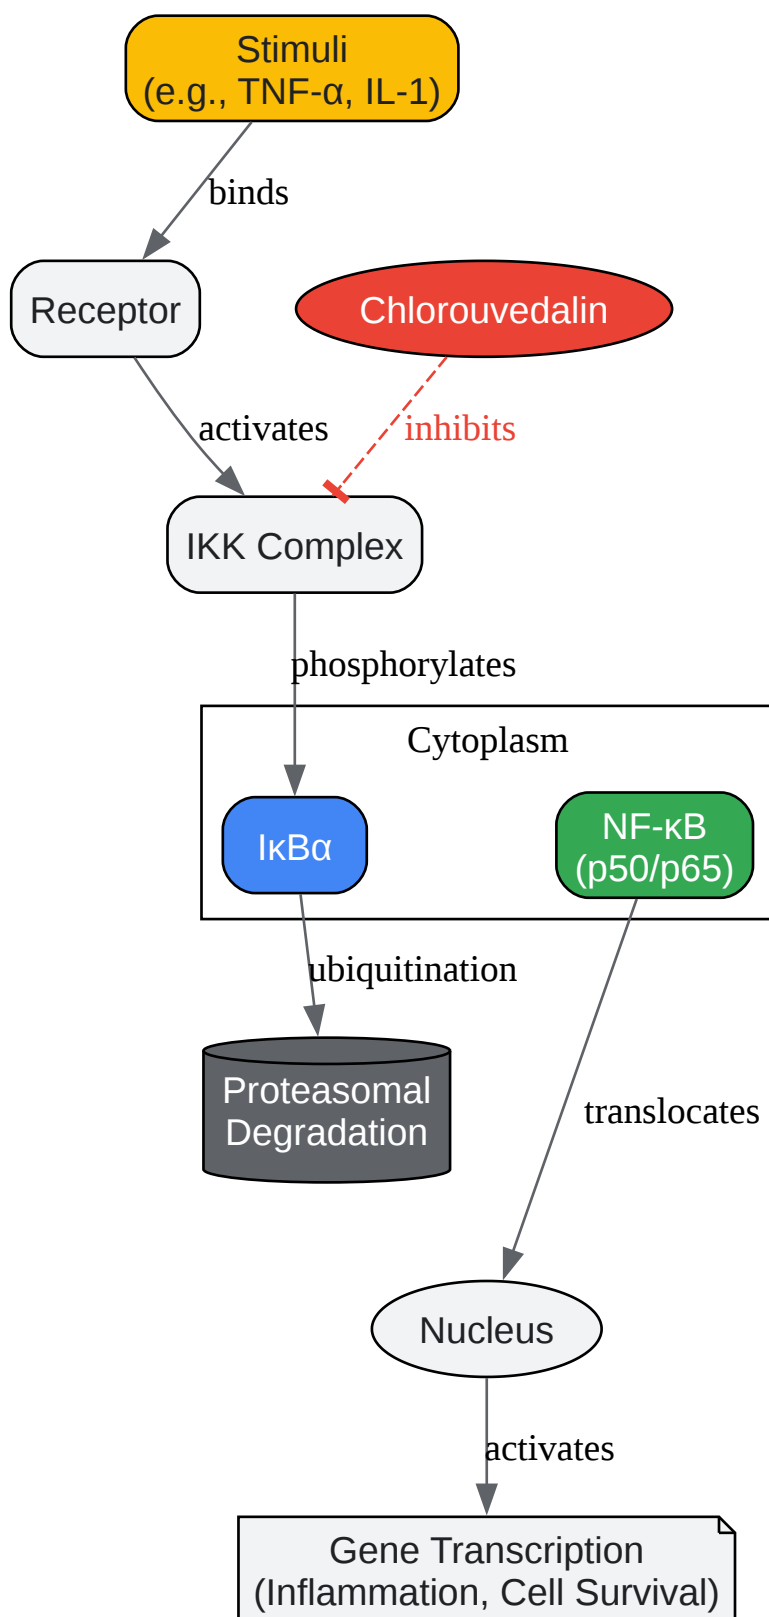 Stimuli
(e.g., TNF-α, IL-1)
binds
Receptor
Chlorouvedalin
activates
inhibits
IKK Complex
phosphorylates
Cytoplasm
IκBα
NF-κB
(p50/p65)
ubiquitination
Proteasomal
Degradation
translocates
Nucleus
activates
Gene Transcription
(Inflammation, Cell Survival)